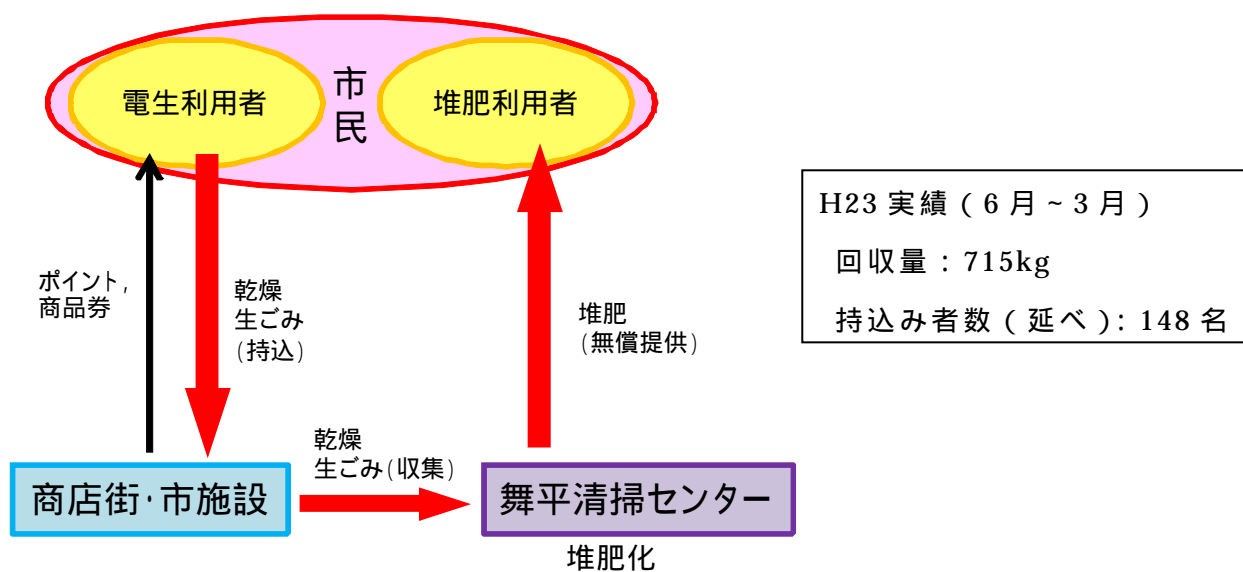 電生利用者
市
民
堆肥利用者
H23 実績 ( 6 月 ~ 3 月 )
回収量 : 715kg
持込み者数 ( 延べ ) : 148 名
ポイント,
商品券
乾燥
生ごみ
(持込)
堆肥
(無償提供)
乾燥
生ごみ(収集)
商店街・市施設
舞平清掃センター
堆肥化